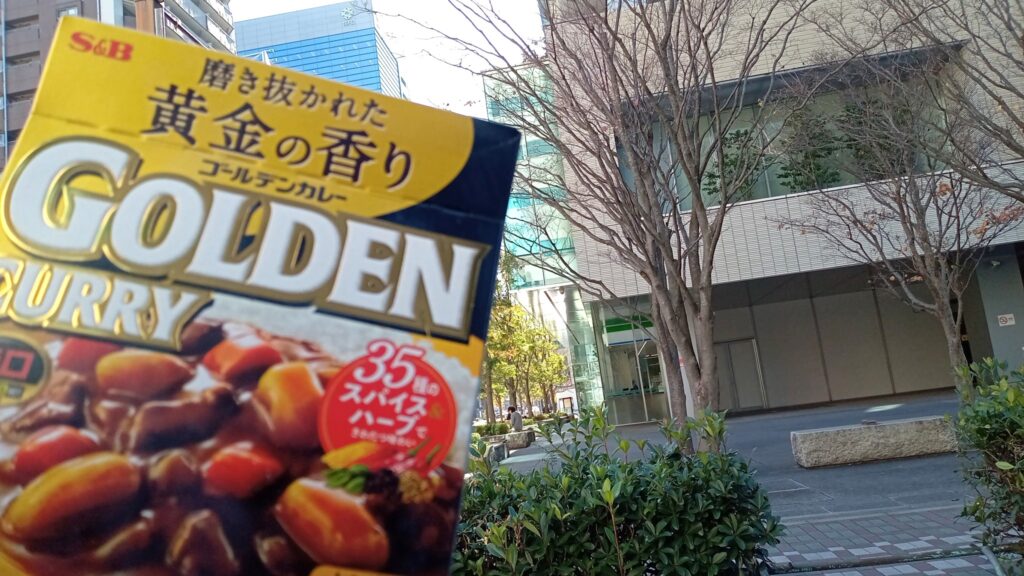 S&B
磨き抜かれた
黄金の香り
ゴールデンカレー
GOLDEN
CURRY
35種の
スパイス&
ハーブで
口